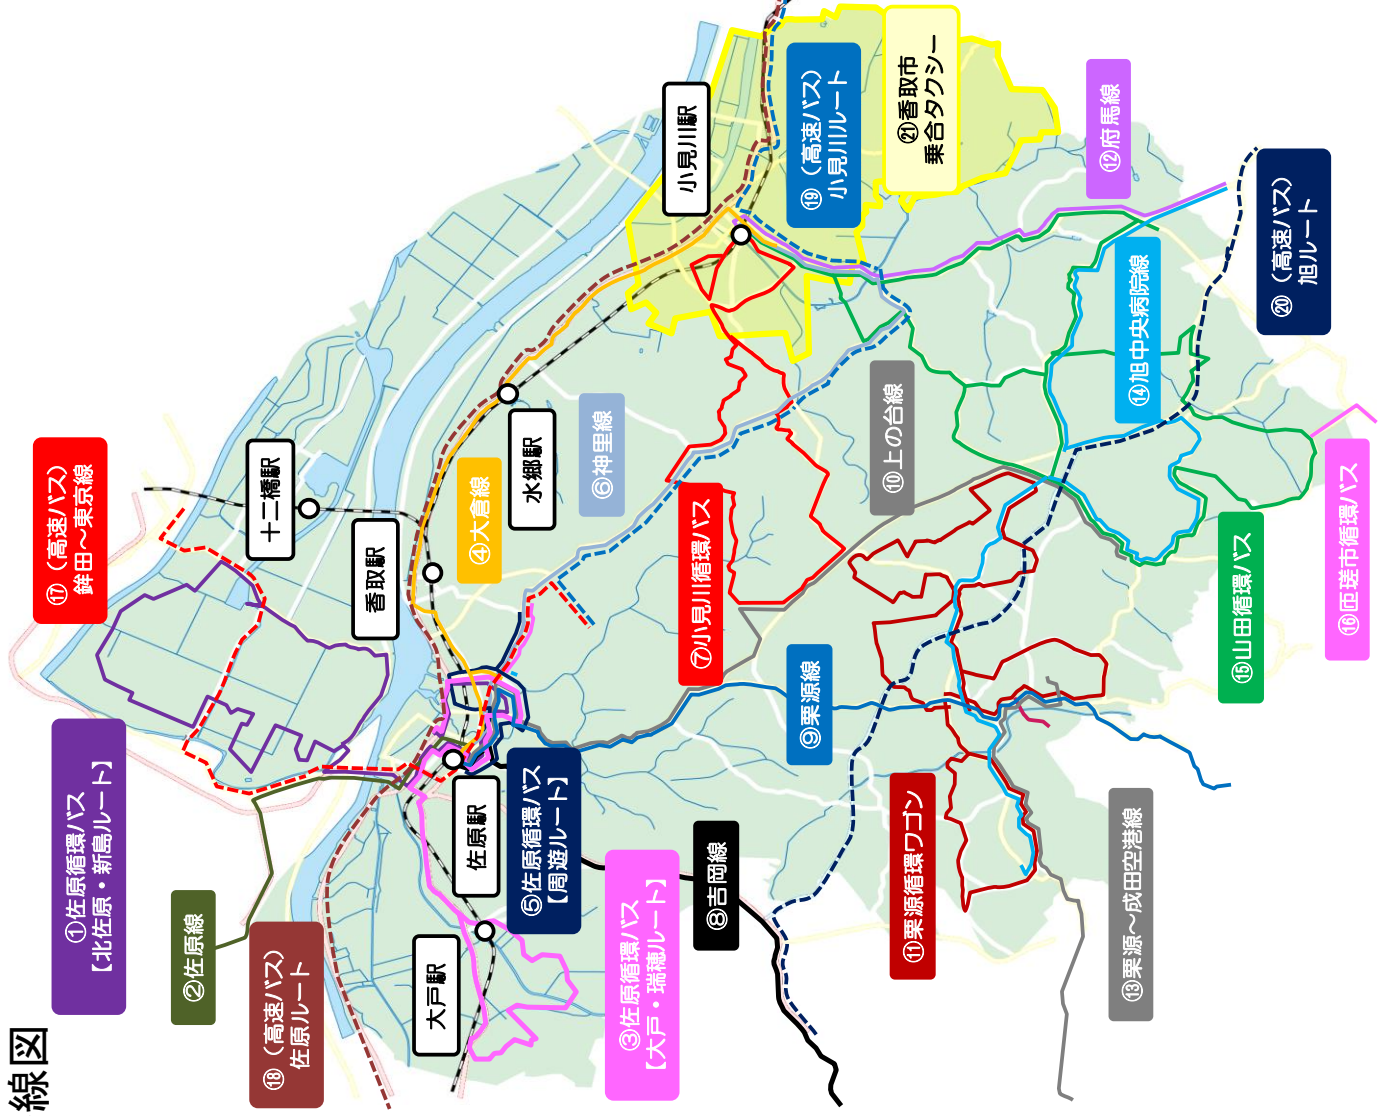 線図
①佐原循環バス
【北佐原・新島ルート】
②佐原線
⑱（高速バス）
佐原ルート
⑰（高速バス）
鉾田～東京線
十二橋駅
香取駅
佐原駅
大戸駅
③佐原循環バス
【大戸・瑞穂ルート】
⑤佐原循環バス
【周遊ルート】
④大倉線
水郷駅
⑥神里線
小見川駅
⑦小見川循環バス
⑧吉岡線
⑨栗源線
⑩上の台線
⑪栗源循環ワゴン
⑲（高速バス）
小見川ルート
㉑香取市
乗合タクシー
⑫府馬線
⑭旭中央病院線
⑬栗源～成田空港線
⑮山田循環バス
⑯匝瑳市循環バス
⑳（高速バス）
旭ルート